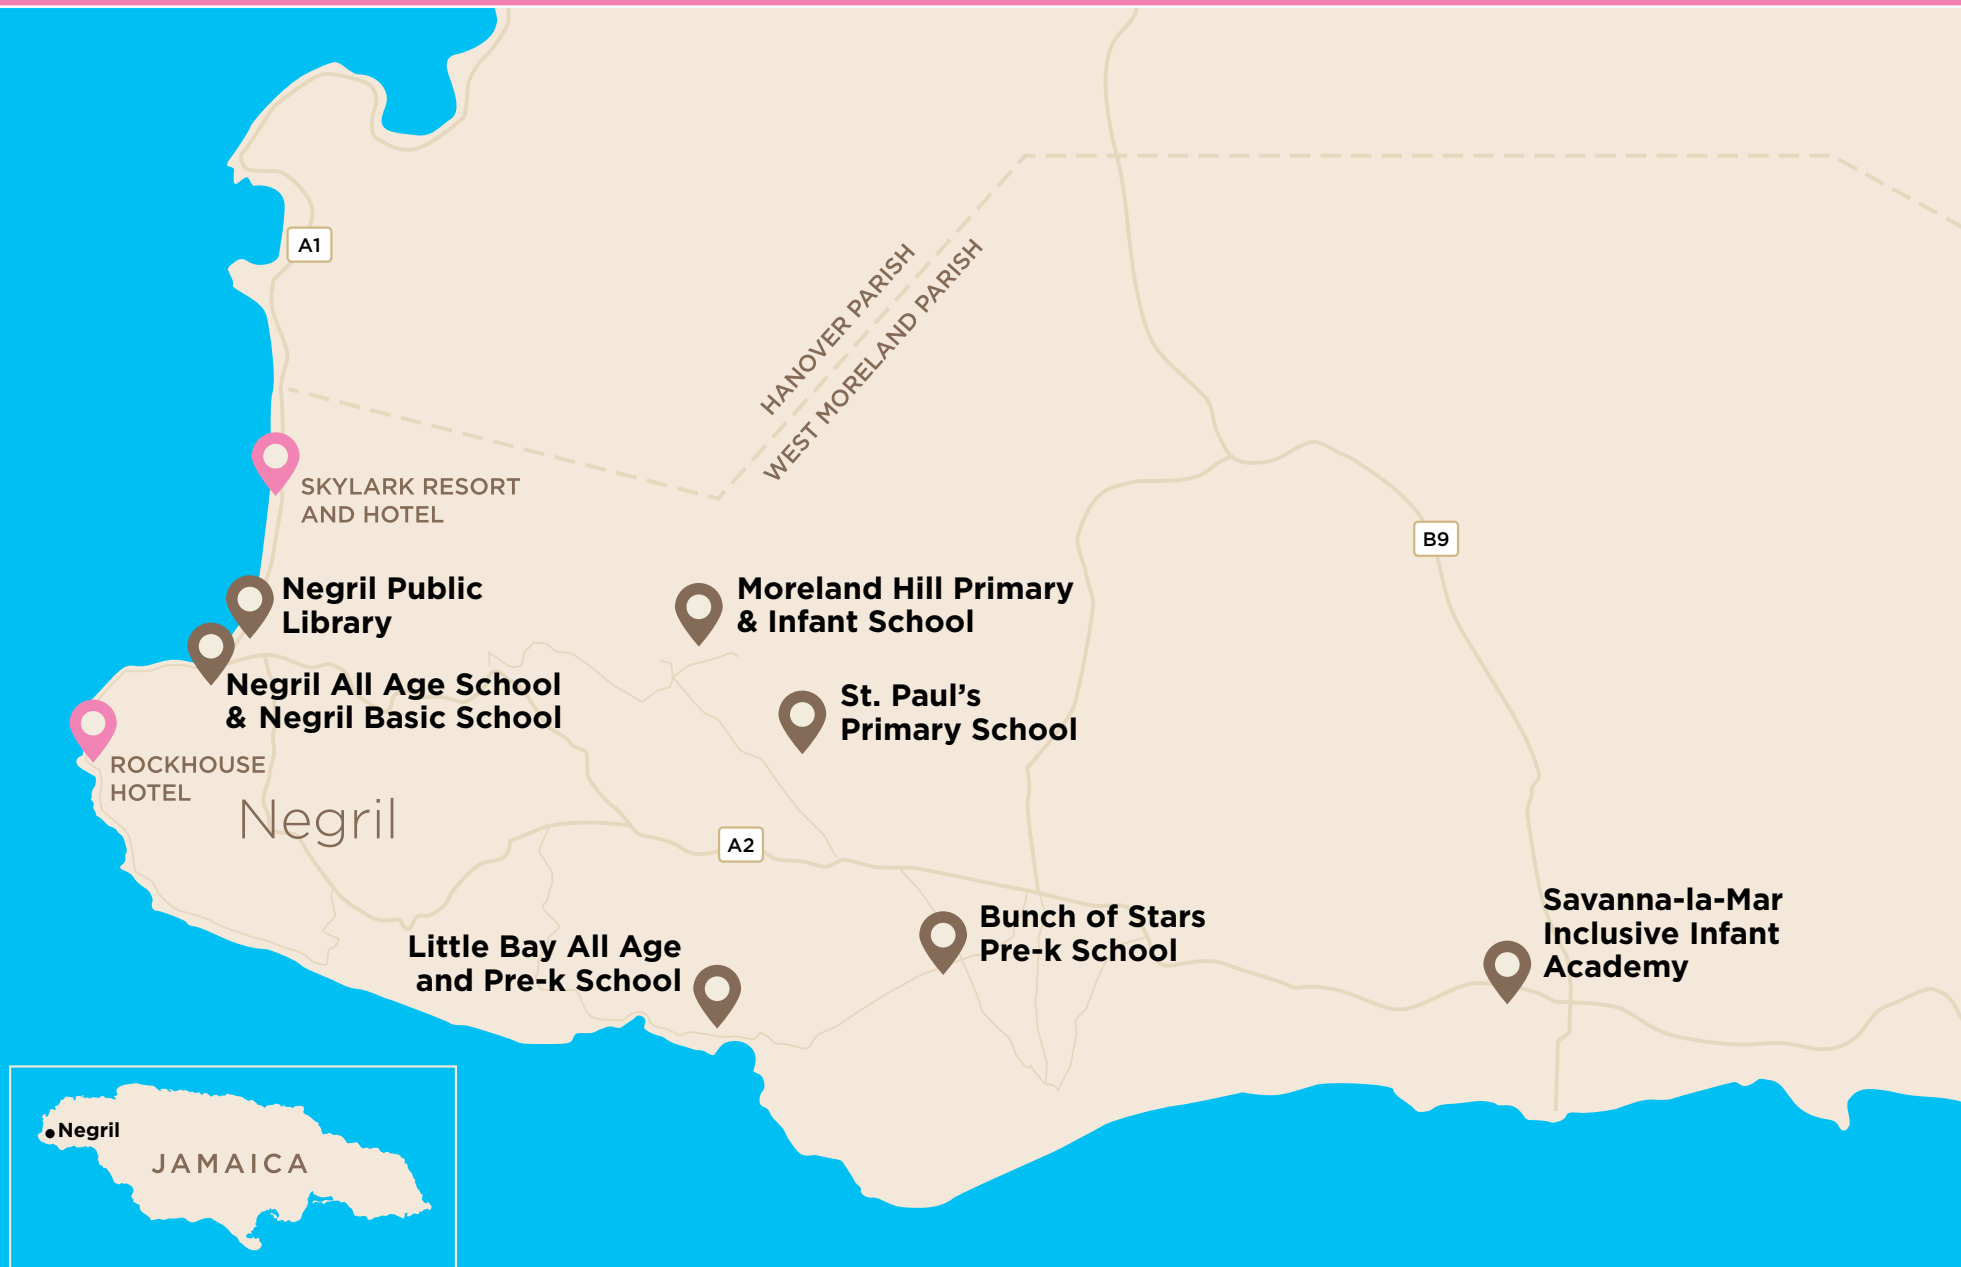 A1
HANOVER PARISH
WEST MORELAND PARISH
SKYLARK RESORT
AND HOTEL
B9
Negril Public
Library
Moreland Hill Primary
& Infant School
Negril All Age School
& Negril Basic School
St. Paul’s
Primary School
ROCKHOUSE
HOTEL
Negril
A2
Savanna-la-Mar
Inclusive Infant
Academy
Bunch of Stars
Pre-k School
Little Bay All Age
and Pre-k School
Negril
JAMAICA